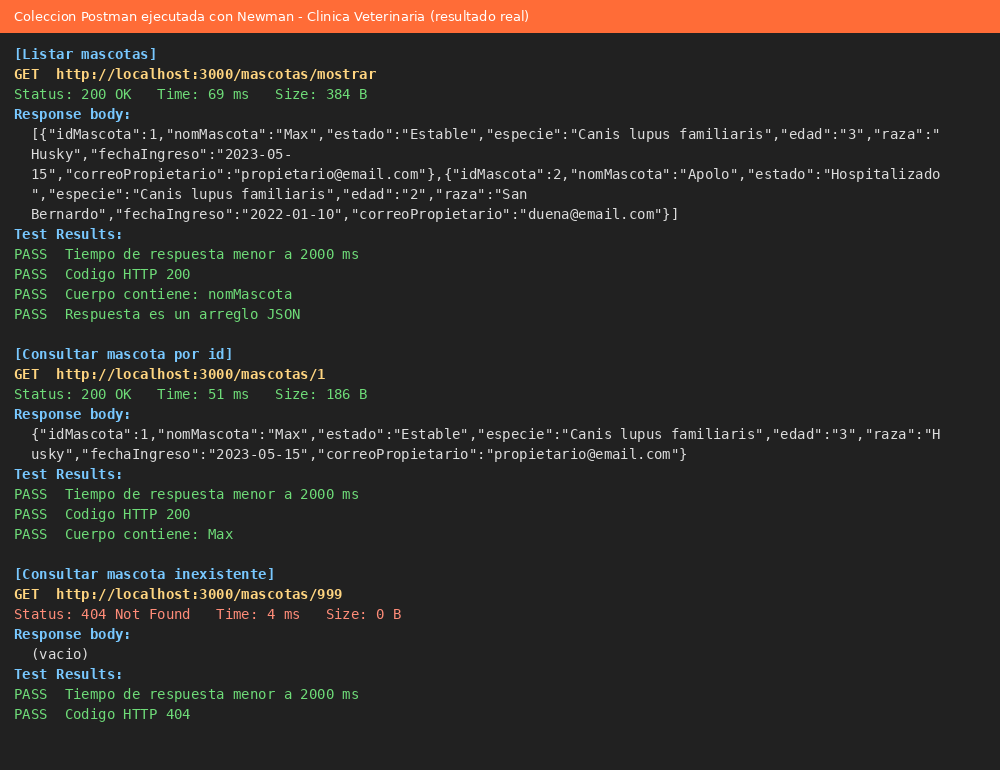 Coleccion Postman ejecutada con Newman - Clinica Veterinaria (resultado real)
[Listar mascotas]
GET  http://localhost:3000/mascotas/mostrar
Status: 200 OK   Time: 69 ms   Size: 384 B
Response body:
[{"idMascota":1,"nomMascota":"Max","estado":"Estable","especie":"Canis lupus familiaris","edad":"3","raza":"
Husky","fechaIngreso":"2023-05-
15","correoPropietario":"propietario@email.com"},{"idMascota":2,"nomMascota":"Apolo","estado":"Hospitalizado
","especie":"Canis lupus familiaris","edad":"2","raza":"San
Bernardo","fechaIngreso":"2022-01-10","correoPropietario":"duena@email.com"}]
Test Results:
PASS  Tiempo de respuesta menor a 2000 ms
PASS  Codigo HTTP 200
PASS  Cuerpo contiene: nomMascota
PASS  Respuesta es un arreglo JSON
[Consultar mascota por id]
GET  http://localhost:3000/mascotas/1
Status: 200 OK   Time: 51 ms   Size: 186 B
Response body:
{"idMascota":1,"nomMascota":"Max","estado":"Estable","especie":"Canis lupus familiaris","edad":"3","raza":"H
usky","fechaIngreso":"2023-05-15","correoPropietario":"propietario@email.com"}
Test Results:
PASS  Tiempo de respuesta menor a 2000 ms
PASS  Codigo HTTP 200
PASS  Cuerpo contiene: Max
[Consultar mascota inexistente]
GET  http://localhost:3000/mascotas/999
Status: 404 Not Found   Time: 4 ms   Size: 0 B
Response body:
(vacio)
Test Results:
PASS  Tiempo de respuesta menor a 2000 ms
PASS  Codigo HTTP 404